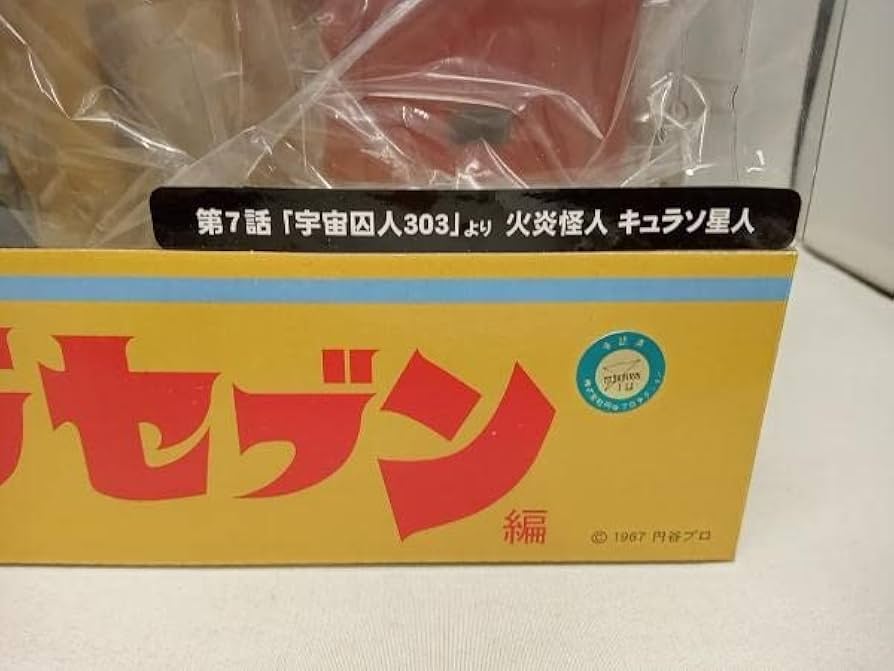 第7話「宇宙囚人303」より 火炎怪人 キュラソ星人
セブン
編
© 1967 円谷プロ